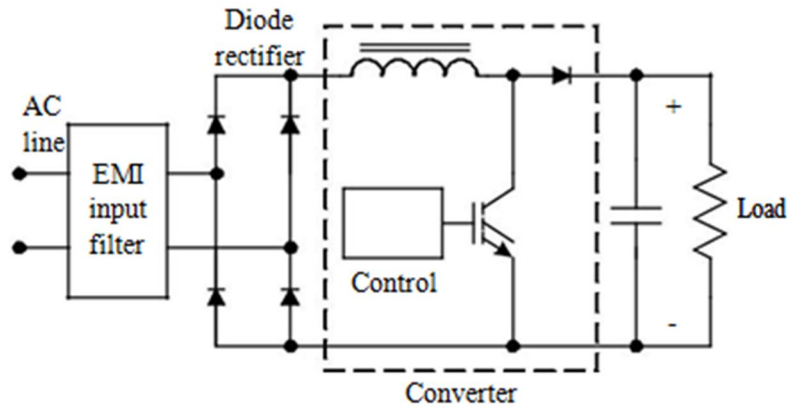 Diode
rectifier
AC
line
EMI
input
filter
Control
+
-
Load
Converter